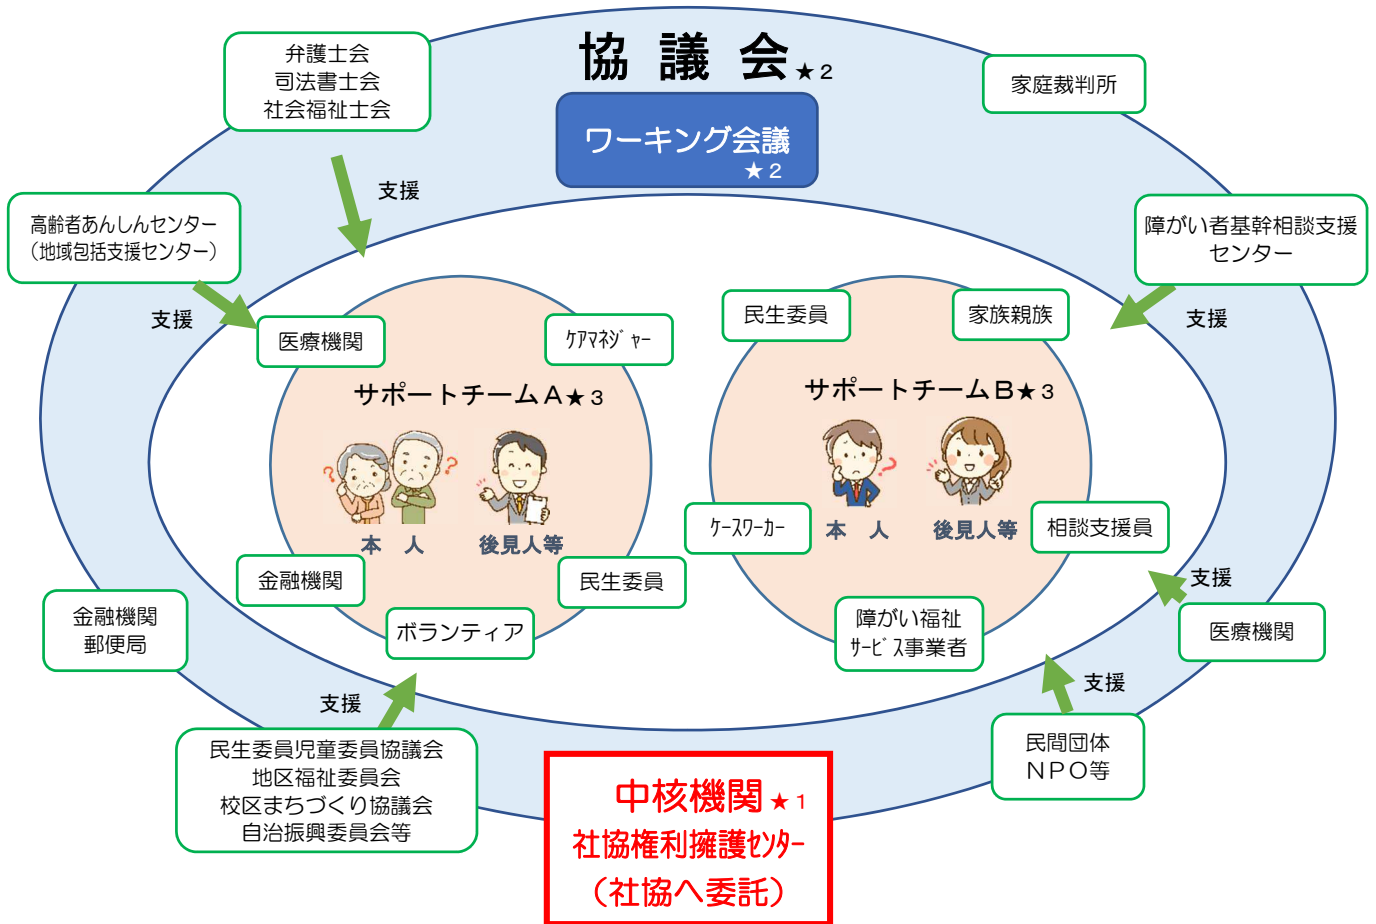 協 議 会★２
ワーキング会議
★２
弁護士会
司法書士会
社会福祉士会
家庭裁判所
支援
高齢者あんしんセンター
（地域包括支援センター）
支援
障がい者基幹相談支援
センター
支援
医療機関
ｹｱﾏﾈｼﾞｬｰ
サポートチームＡ★３
本 人
後見人等
金融機関
ボランティア
民生委員
民生委員
家族親族
サポートチームＢ★３
ｹｰｽﾜｰｶｰ
本 人
後見人等
相談支援員
障がい福祉
ｻｰﾋﾞｽ事業者
金融機関
郵便局
支援
医療機関
支援
民生委員児童委員協議会
地区福祉委員会
校区まちづくり協議会
自治振興委員会等
支援
民間団体
ＮＰＯ等
中核機関★１
社協権利擁護ｾﾝﾀｰ
（社協へ委託）